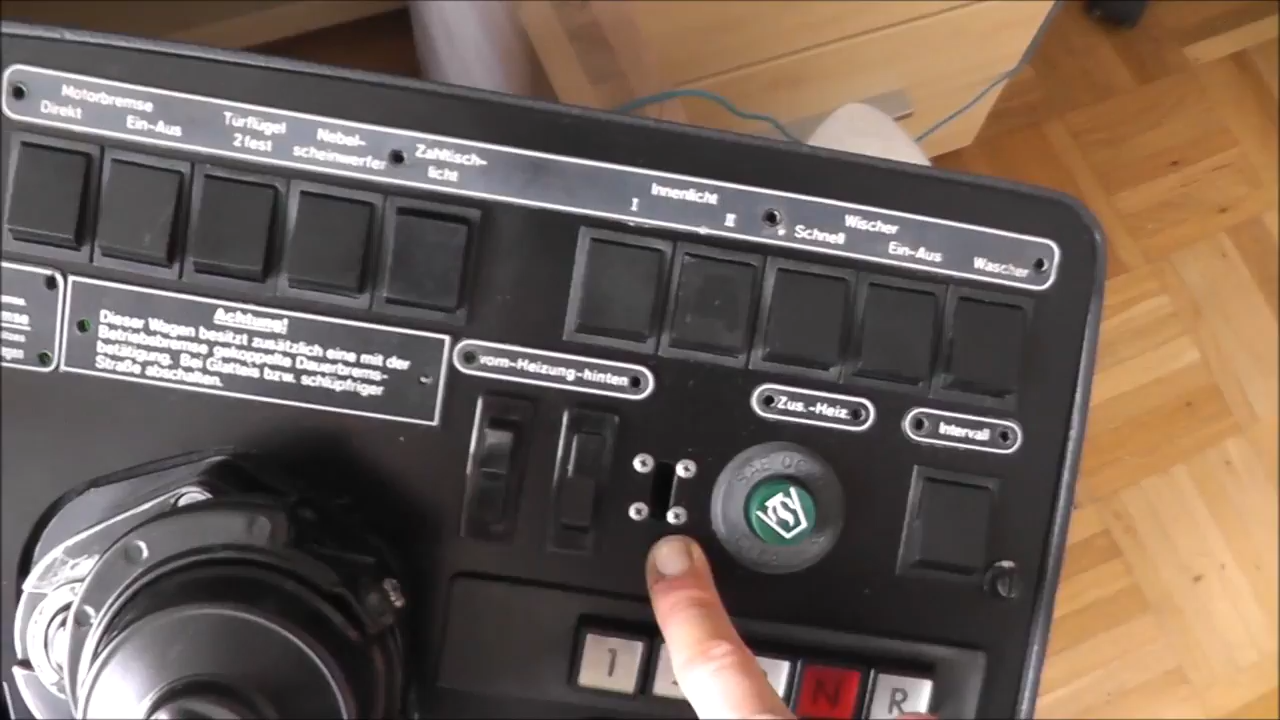 Motorbremse
Direkt
Ein-Aus
Türflügel
2 fest
Nebel-
scheinwerfer
Zahltisch-
licht
Innenlicht
I
II
Wischer
Schnell
Ein-Aus
Wascher
Achtung!
Dieser Wagen besitzt zusätzlich eine mit der
Betriebsbremse gekoppelte Dauerbrems-
betätigung. Bei Glatteis bzw. schlüpfriger
Straße abschalten.
vorn-Heizung-hinten
Zus.-Heiz.
Intervall
1
N
R